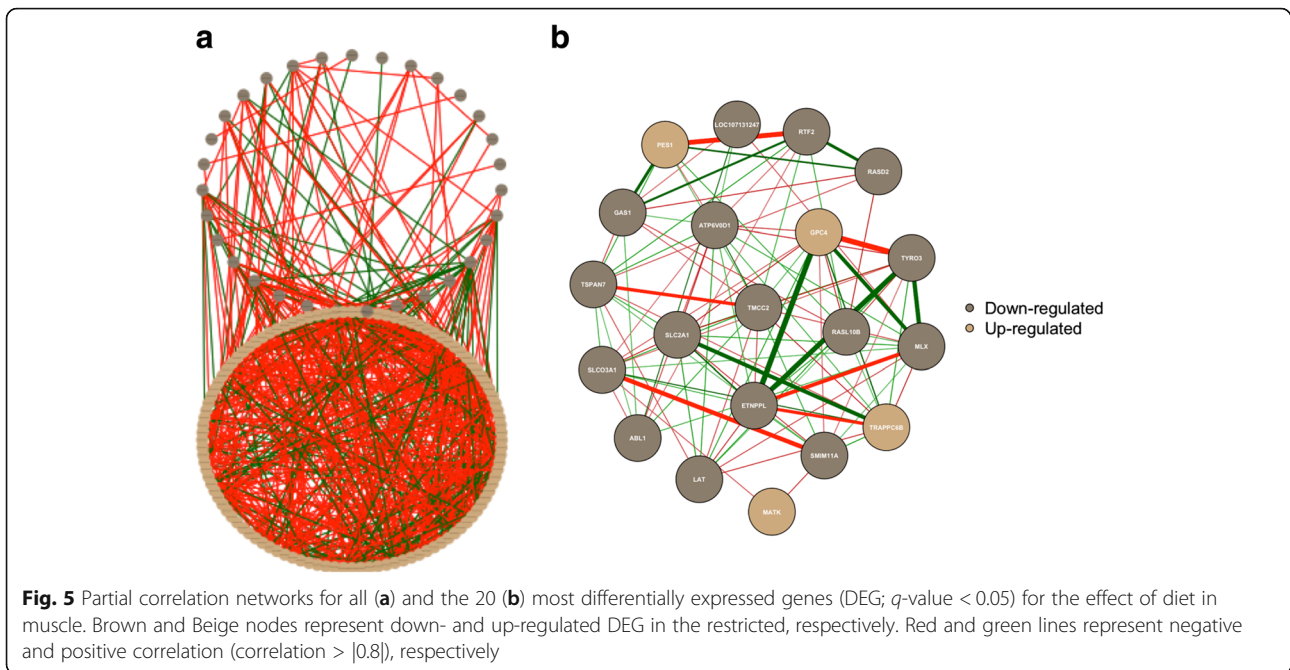 a
b
LOC107131247
RTF2
PES1
RASD2
GAS1
ATP6V0D1
GPC4
TYRO3
TSPAN7
TMCC2
SLC2A1
RASL10B
MLX
SLCO3A1
ETNPPL
TRAPPC6B
ABL1
SMIM11A
LAT
MATK
Down-regulated
Up-regulated
Fig. 5 Partial correlation networks for all (a) and the 20 (b) most differentially expressed genes (DEG; q-value < 0.05) for the effect of diet in
muscle. Brown and Beige nodes represent down- and up-regulated DEG in the restricted, respectively. Red and green lines represent negative
and positive correlation (correlation > |0.8|), respectively